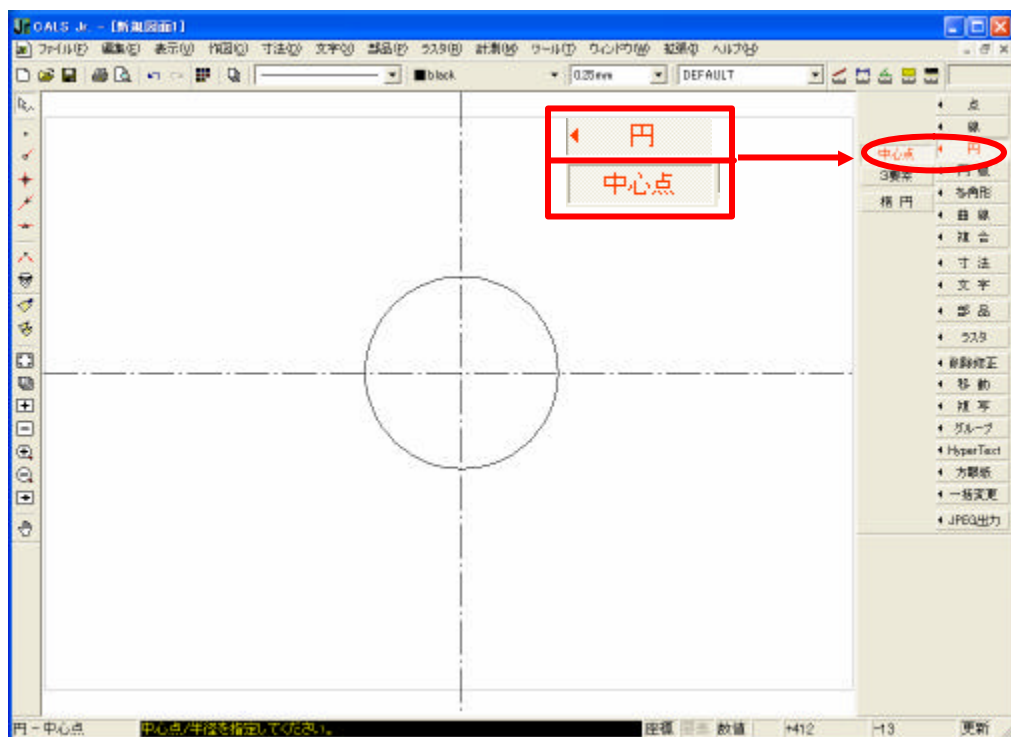 CALS Jr. - [新規図面1]
ファイル(F) 編集(E) 表示(V) 作図(C) 寸法(D) 文字(X) 部品(P) ラスタ(R) 計測(M) ツール(T) ウィンドウ(W) 拡張(I) ヘルプ(H)
black 0.25mm DEFAULT
点
線
円
中心点
中心点 円
3要素 円弧
楕円 多角形
曲線
複合
寸法
文字
部品
ラスタ
削除修正
移動
複写
グループ
HyperText
方眼紙
一括変更
JPEG出力
円 - 中心点 中心点/半径を指定してください。 座標 数値 +412 -13 更新